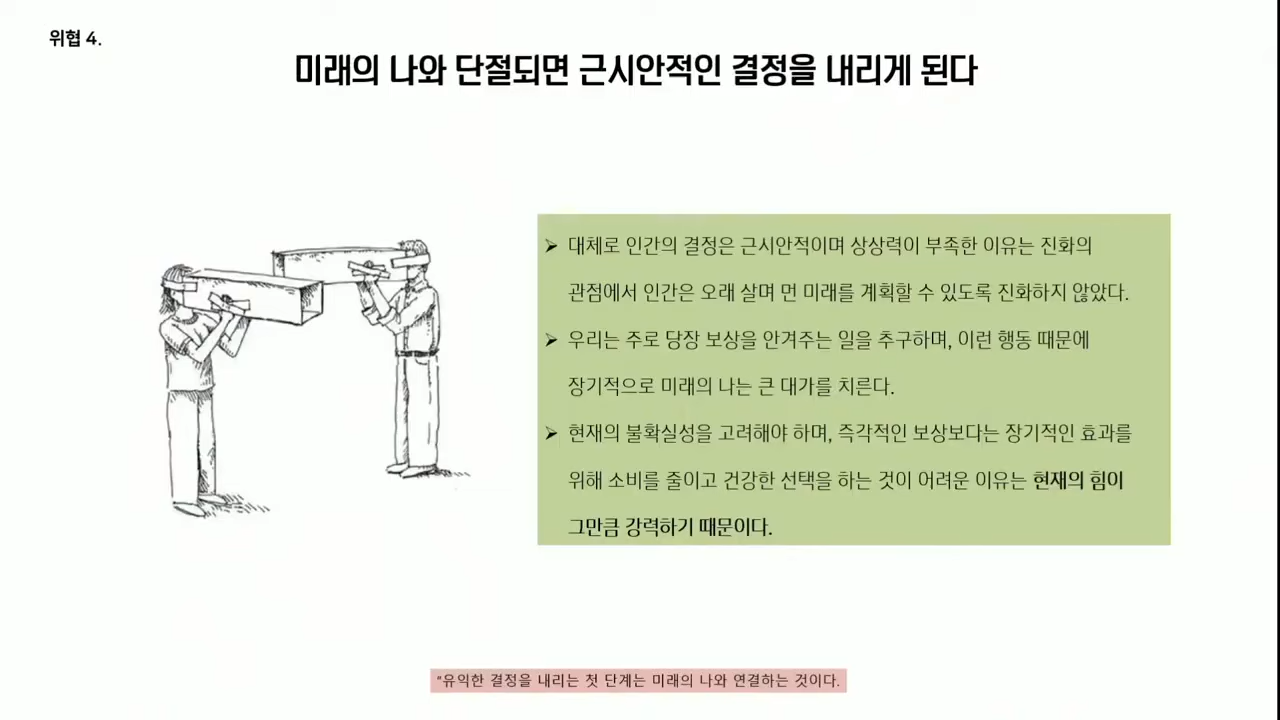 위협 4.
미래의 나와 단절되면 근시안적인 결정을 내리게 된다
➢ 대체로 인간의 결정은 근시안적이며 상상력이 부족한 이유는 진화의
관점에서 인간은 오래 살며 먼 미래를 계획할 수 있도록 진화하지 않았다.
➢ 우리는 주로 당장 보상을 안겨주는 일을 추구하며, 이런 행동 때문에
장기적으로 미래의 나는 큰 대가를 치른다.
➢ 현재의 불확실성을 고려해야 하며, 즉각적인 보상보다는 장기적인 효과를
위해 소비를 줄이고 건강한 선택을 하는 것이 어려운 이유는 현재의 힘이
그만큼 강력하기 때문이다.
“유익한 결정을 내리는 첫 단계는 미래의 나와 연결하는 것이다.